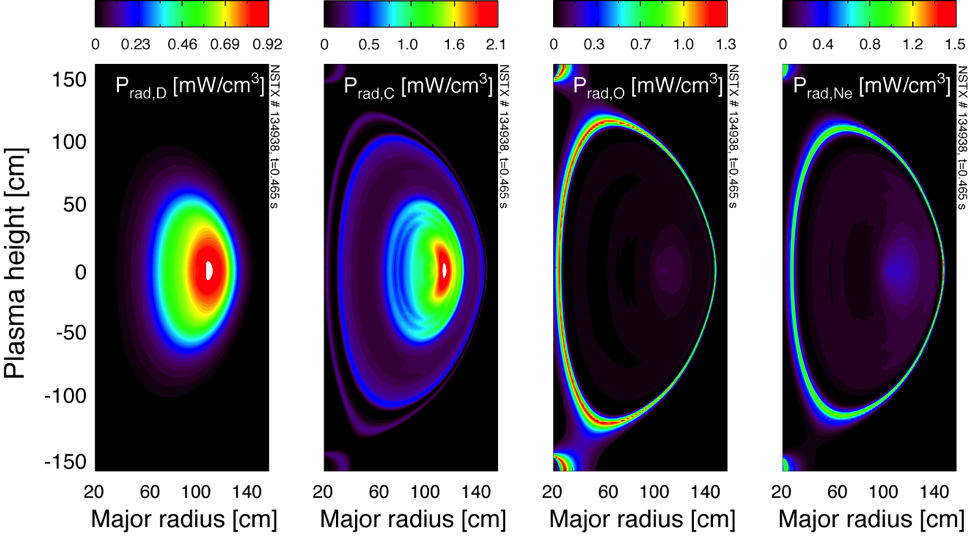 0 0.23 0.46 0.69 0.92
0 0.5 1.0 1.6 2.1
0 0.3 0.7 1.0 1.3
0 0.4 0.8 1.2 1.5
Prad,D [mW/cm3]
NSTX # 134938, t=0.465 s
Prad,C [mW/cm3]
NSTX # 134938, t=0.465 s
Prad,O [mW/cm3]
NSTX # 134938, t=0.465 s
Prad,Ne [mW/cm3]
NSTX # 134938, t=0.465 s
Plasma height [cm]
150
100
50
0
-50
-100
-150
20 60 100 140
20 60 100 140
20 60 100 140
20 60 100 140
Major radius [cm]
Major radius [cm]
Major radius [cm]
Major radius [cm]